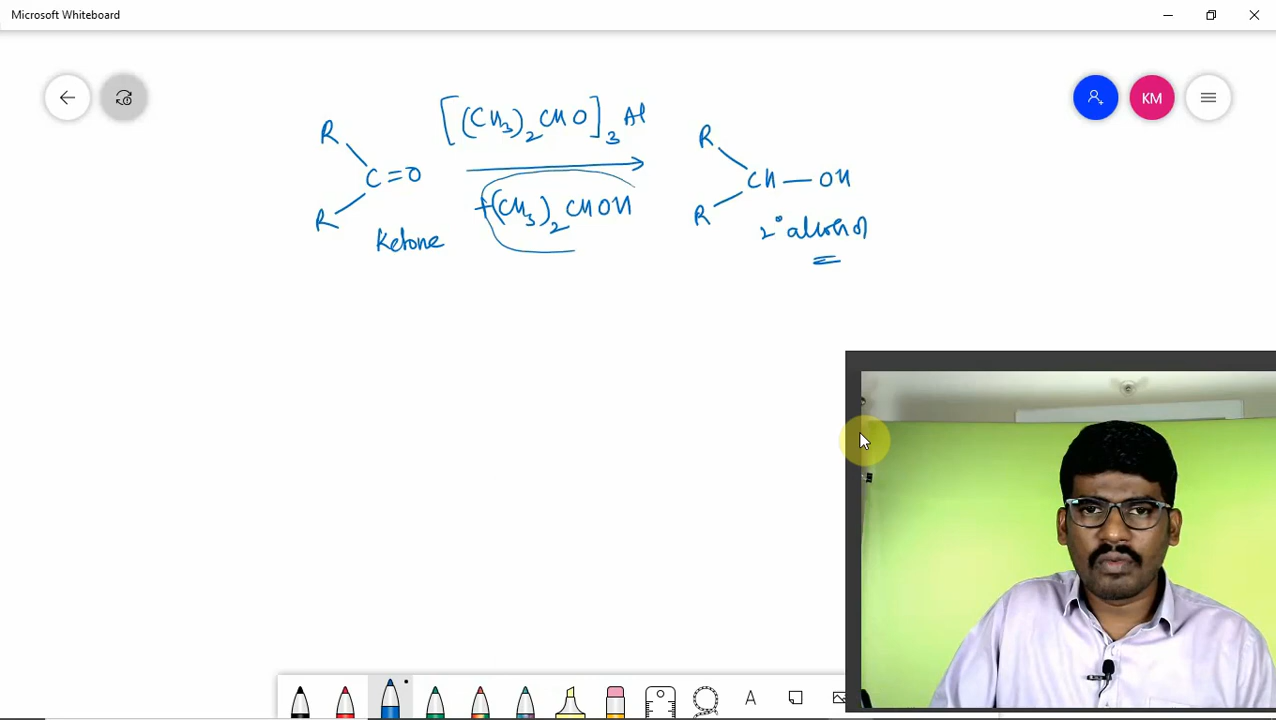 Microsoft Whiteboard
KM
[(CH3)2CHO]3Al
R
R
C=O
CH—OH
+(CH3)2CHOH
R
R
Ketone
2° alcohol
A